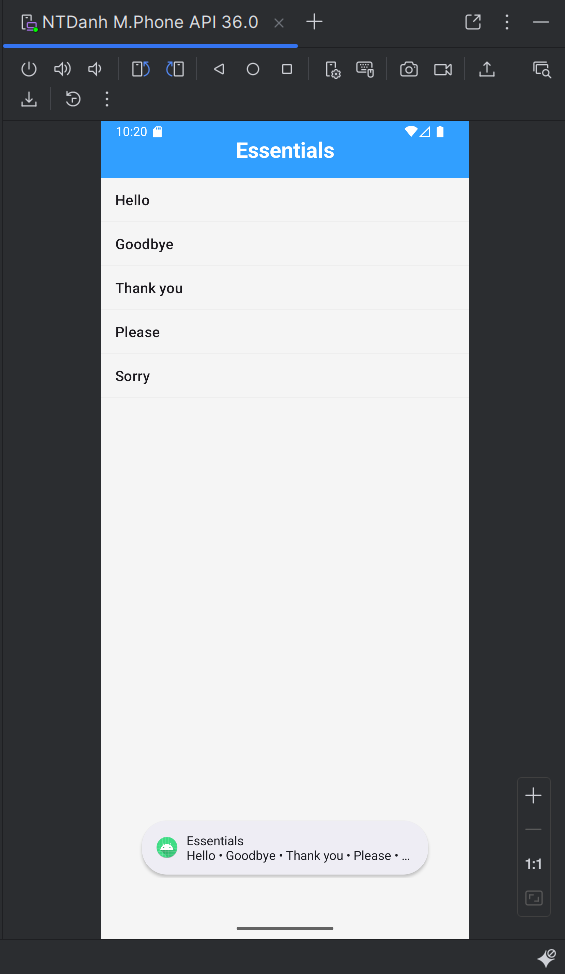 NTDanh M.Phone API 36.0
10:20
Essentials
Hello
Goodbye
Thank you
Please
Sorry
Essentials
Hello • Goodbye • Thank you • Please • ...
1:1